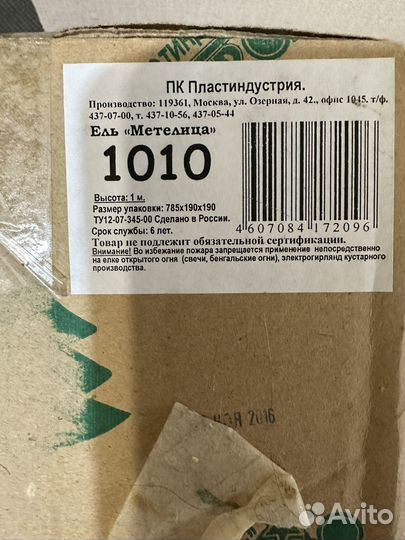 ПК Пластиндустрия.
Производство: 119361, Москва, ул. Озерная, д. 42., офис 1045. т/ф.
437-07-00, т. 437-10-56, 437-05-44
Ель «Метелица»
1010
Высота: 1 м.
Размер упаковки: 785x190x190
ТУ12-07-345-00 Сделано в России.
Срок службы: 6 лет.
4 607084 172096
Товар не подлежит обязательной сертификации.
Внимание! Во избежание пожара запрещается применение непосредственно
на елке открытого огня (свечи, бенгальские огни), электрогирлянд кустарного
производства.
2016
Avito